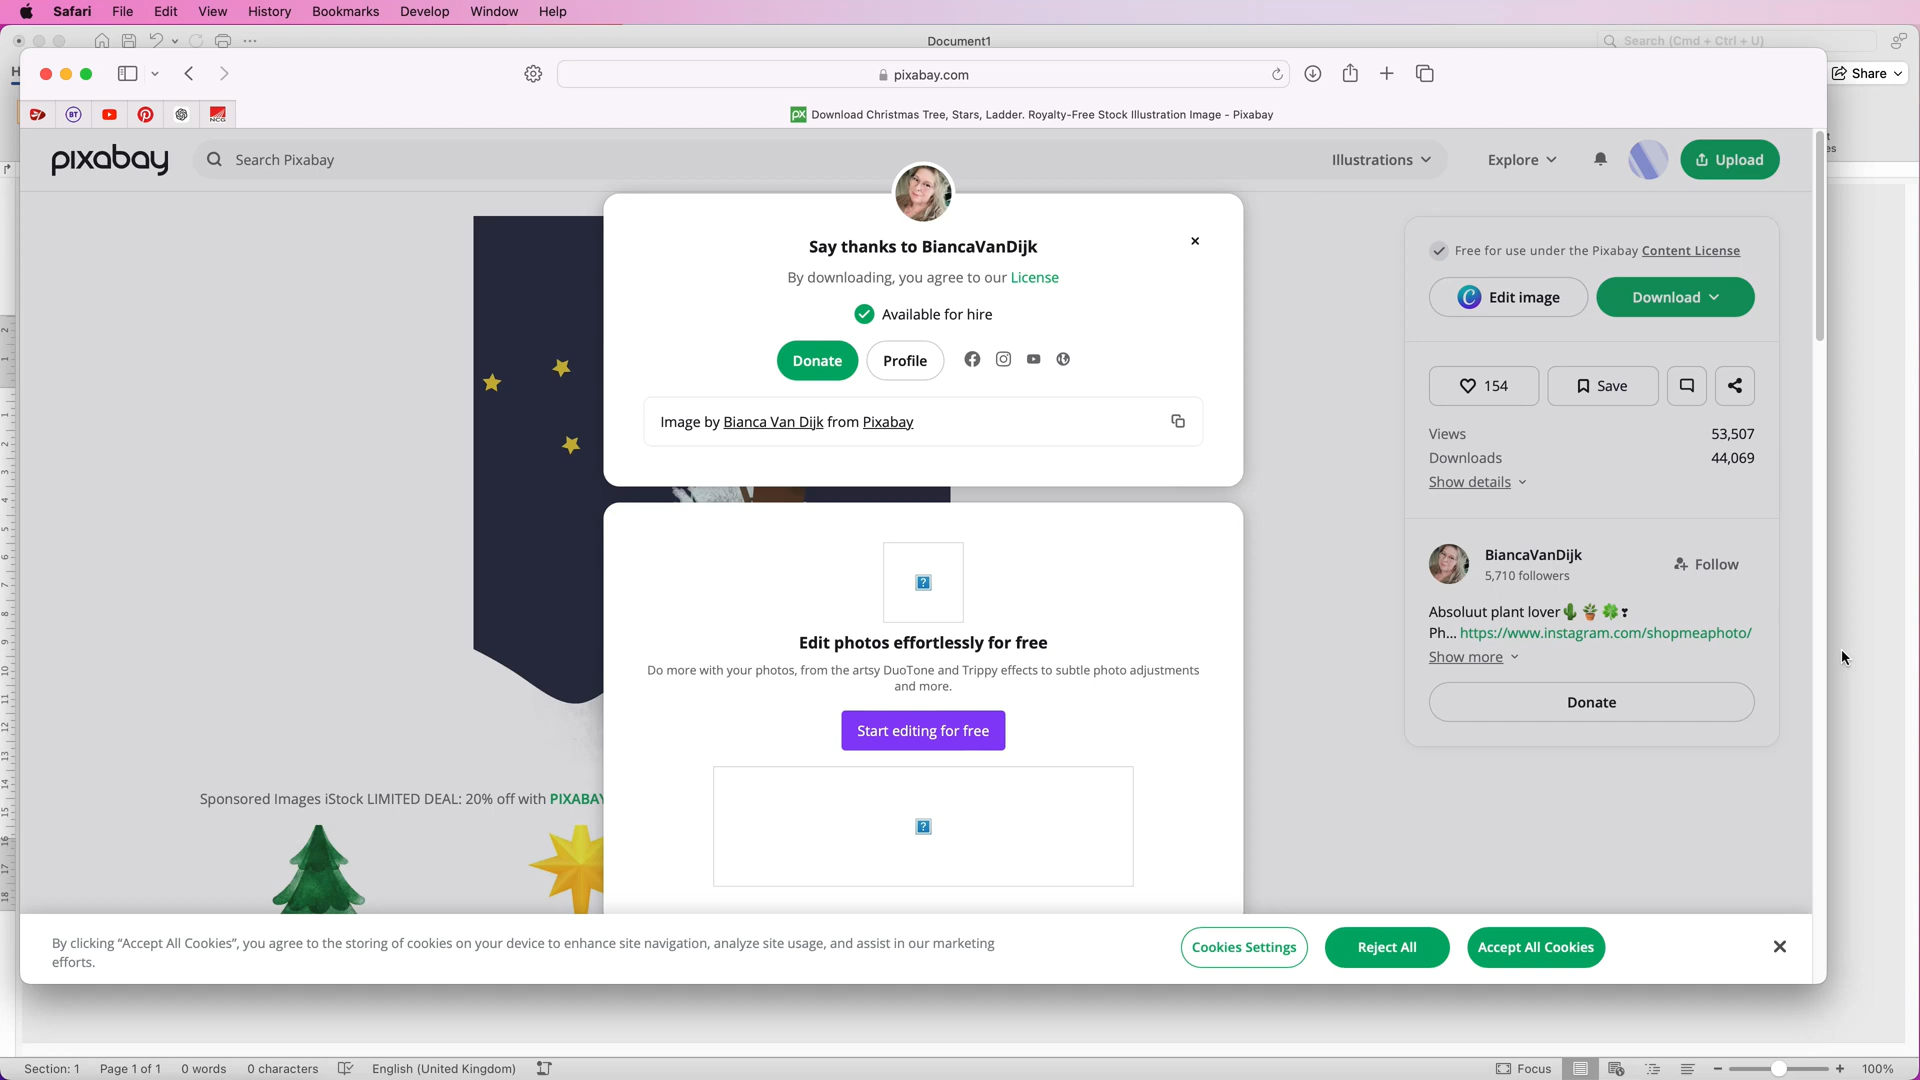 Safari File Edit View History Bookmarks Develop Window Help
Document1
Search (Cmd + Ctrl + U)
pixabay.com
Share
BT
NCG
px Download Christmas Tree, Stars, Ladder. Royalty-Free Stock Illustration Image - Pixabay
pixabay
Search Pixabay
Illustrations
Explore
Upload
Say thanks to BiancaVanDijk
By downloading, you agree to our License
Available for hire
Donate
Profile
Image by Bianca Van Dijk from Pixabay
Free for use under the Pixabay Content License
Edit image
Download
154
Save
Views 53,507
Downloads 44,069
Show details
BiancaVanDijk
5,710 followers
Follow
Absoluut plant lover🌵 🪴 🍀❣
Ph... https://www.instagram.com/shopmeaphoto/
Show more
Donate
Edit photos effortlessly for free
Do more with your photos, from the artsy DuoTone and Trippy effects to subtle photo adjustments
and more.
Start editing for free
Sponsored Images iStock LIMITED DEAL: 20% off with PIXABAY
By clicking “Accept All Cookies”, you agree to the storing of cookies on your device to enhance site navigation, analyze site usage, and assist in our marketing
efforts.
Cookies Settings
Reject All
Accept All Cookies
Section: 1 Page 1 of 1 0 words 0 characters English (United Kingdom) Focus 100%